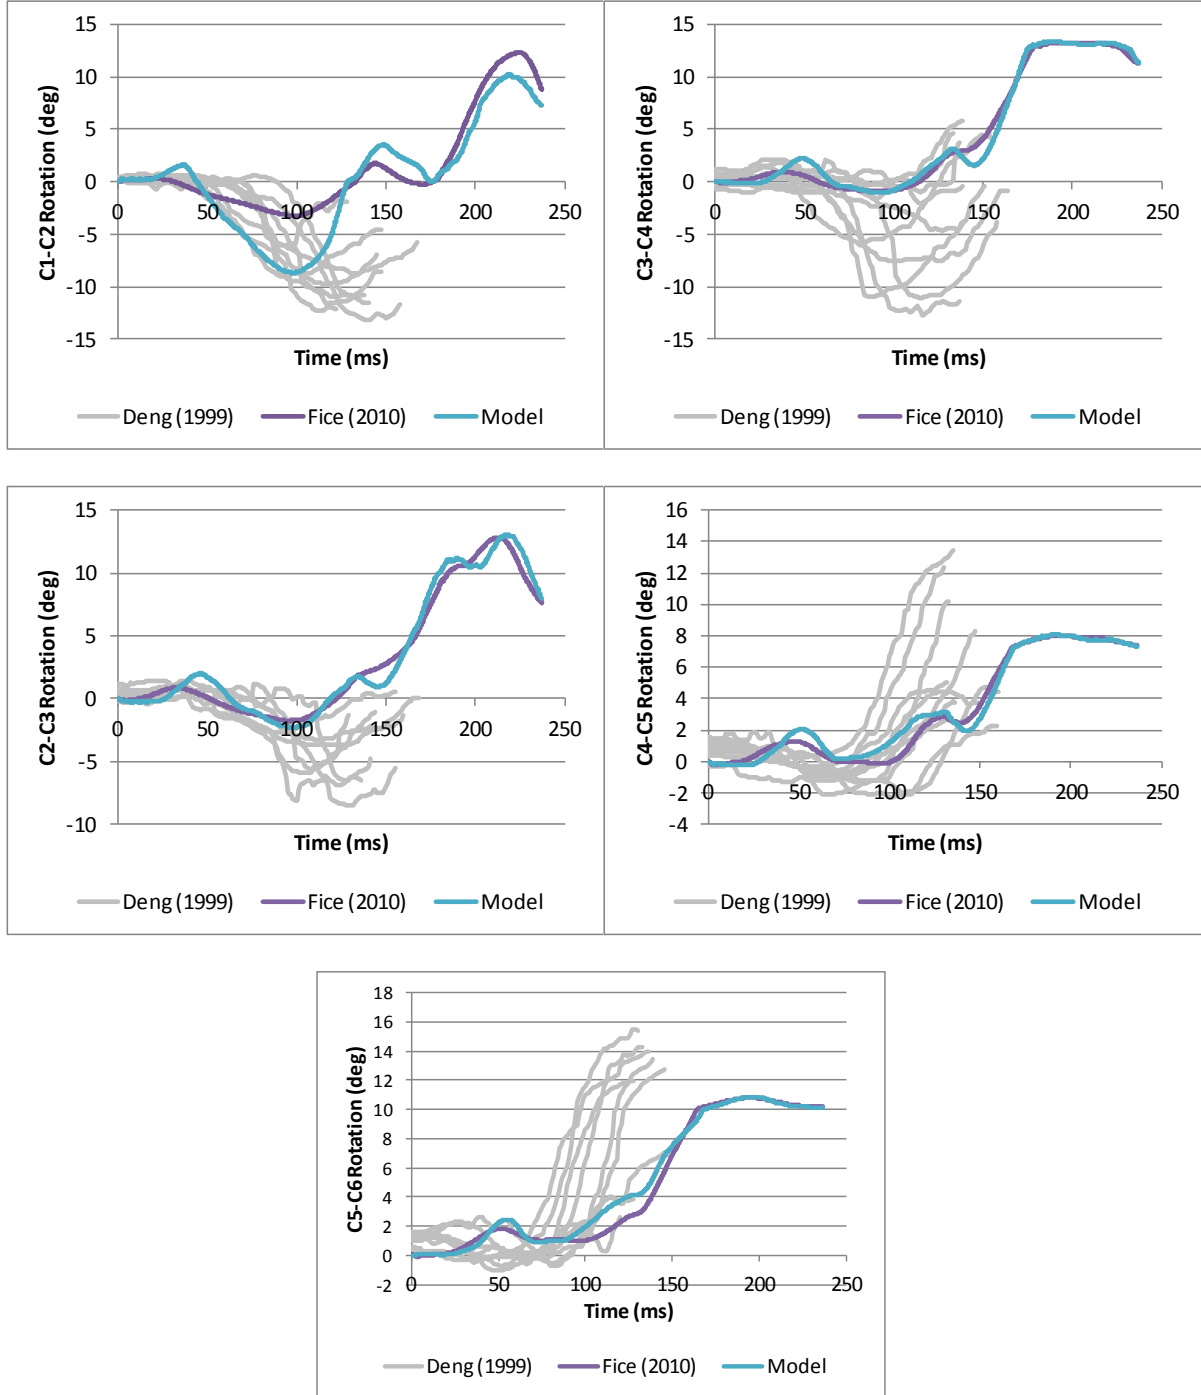 15
10
5
0
-5
-10
-15
0 50 100 150 200 250
C1-C2 Rotation (deg)
Time (ms)
Deng (1999) Fice (2010) Model
15
10
5
0
-5
-10
-15
0 50 100 150 200 250
C3-C4 Rotation (deg)
Time (ms)
Deng (1999) Fice (2010) Model
15
10
5
0
-5
-10
0 50 100 150 200 250
C2-C3 Rotation (deg)
Time (ms)
Deng (1999) Fice (2010) Model
16
14
12
10
8
6
4
2
0
-2
-4
0 50 100 150 200 250
C4-C5 Rotation (deg)
Time (ms)
Deng (1999) Fice (2010) Model
18
16
14
12
10
8
6
4
2
0
-2
0 50 100 150 200 250
C5-C6 Rotation (deg)
Time (ms)
Deng (1999) Fice (2010) Model